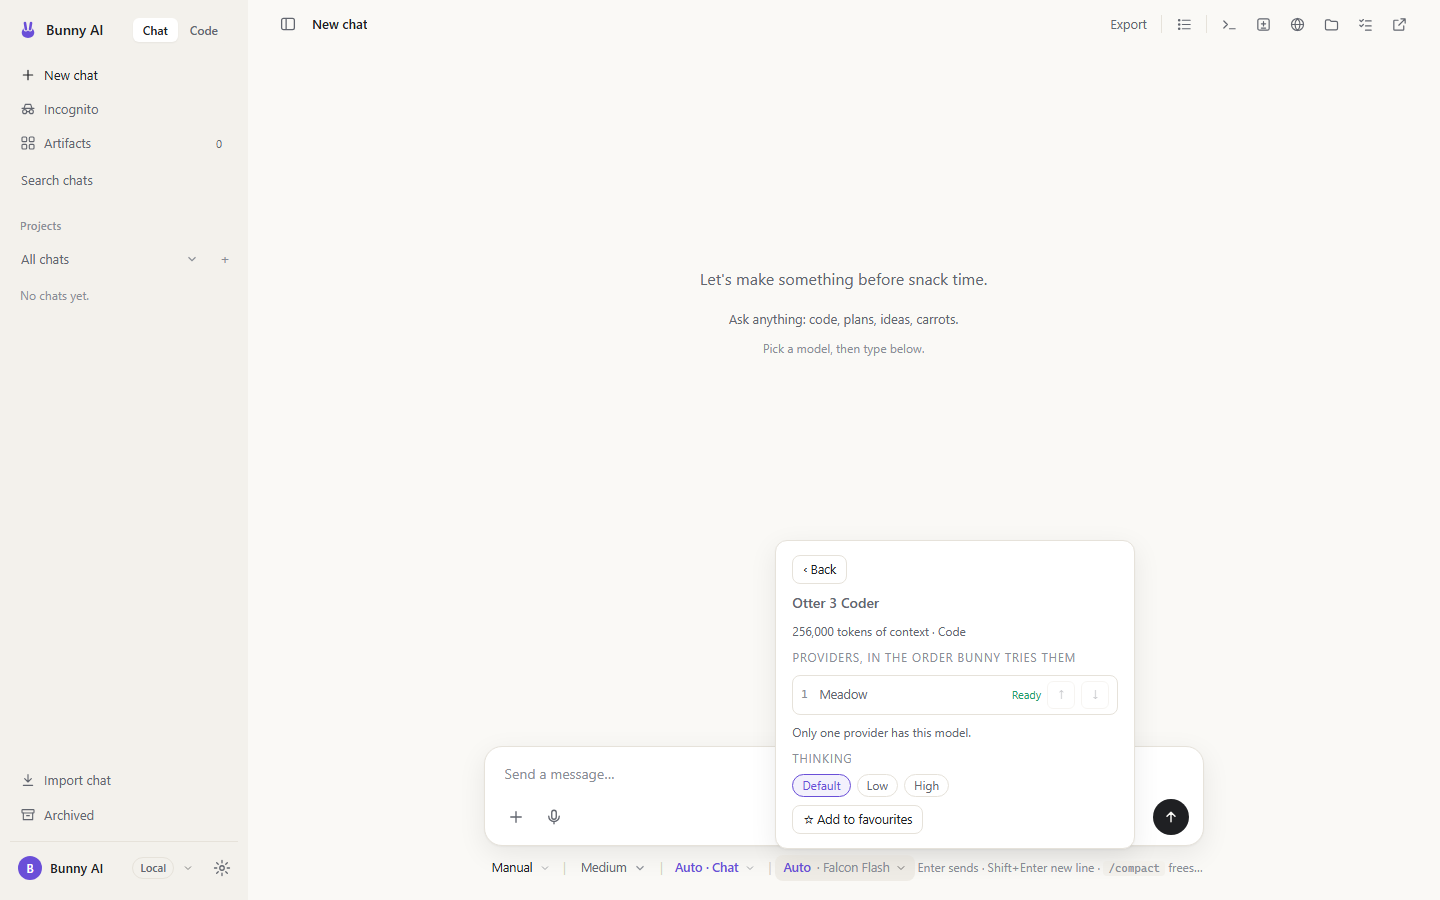 Bunny AI
Chat
Code
New chat
Incognito
Artifacts
0
Search chats
Projects
All chats
+
No chats yet.
Import chat
Archived
B
Bunny AI
Local
New chat
Export
Let's make something before snack time.
Ask anything: code, plans, ideas, carrots.
Pick a model, then type below.
‹ Back
Otter 3 Coder
256,000 tokens of context · Code
PROVIDERS, IN THE ORDER BUNNY TRIES THEM
1 Meadow Ready ↑ ↓
Only one provider has this model.
THINKING
Default Low High
☆ Add to favourites
Send a message...
Manual | Medium | Auto · Chat | Auto · Falcon Flash Enter sends · Shift+Enter new line · /compact frees...